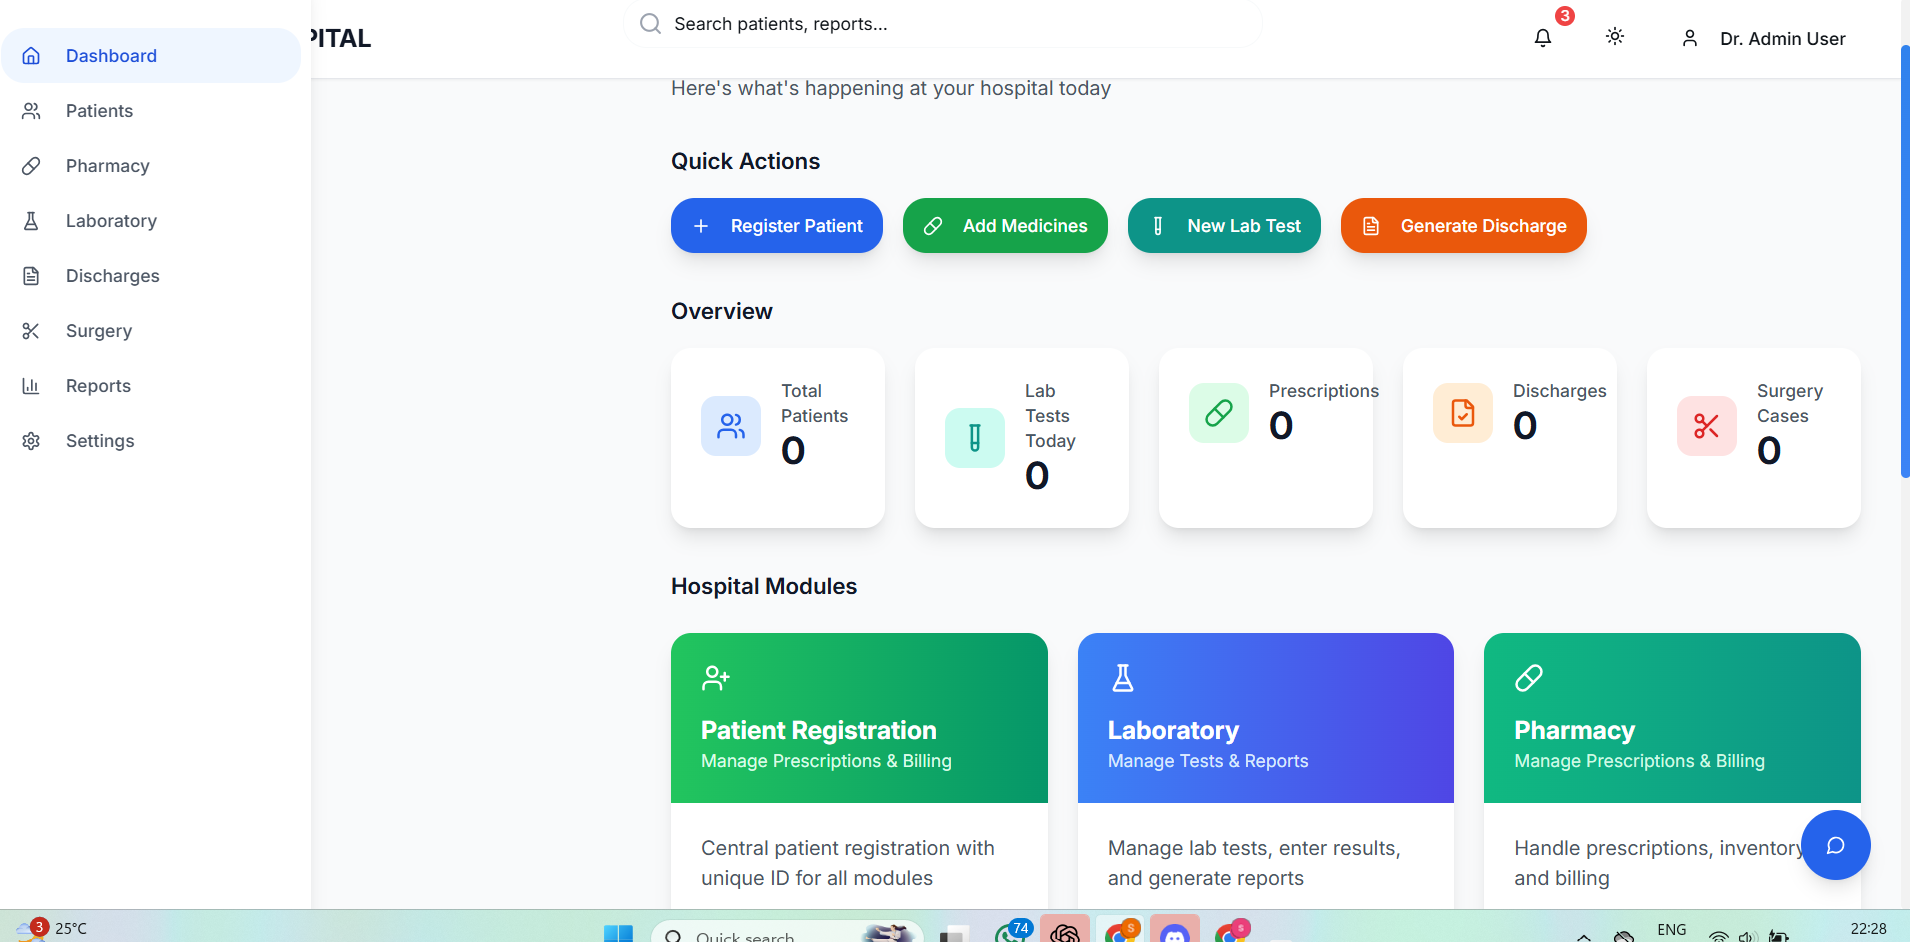 Dashboard
Patients
Pharmacy
Laboratory
Discharges
Surgery
Reports
Settings
PITAL
Search patients, reports...
3
Dr. Admin User
Here's what's happening at your hospital today
Quick Actions
Register Patient
Add Medicines
New Lab Test
Generate Discharge
Overview
Total
Patients
0
Lab
Tests
Today
0
Prescriptions
0
Discharges
0
Surgery
Cases
0
Hospital Modules
Patient Registration
Manage Prescriptions & Billing
Central patient registration with
unique ID for all modules
Laboratory
Manage Tests & Reports
Manage lab tests, enter results,
and generate reports
Pharmacy
Manage Prescriptions & Billing
Handle prescriptions, inventory
and billing
3
25°C
Quick search
74
S
S
ENG
22:28